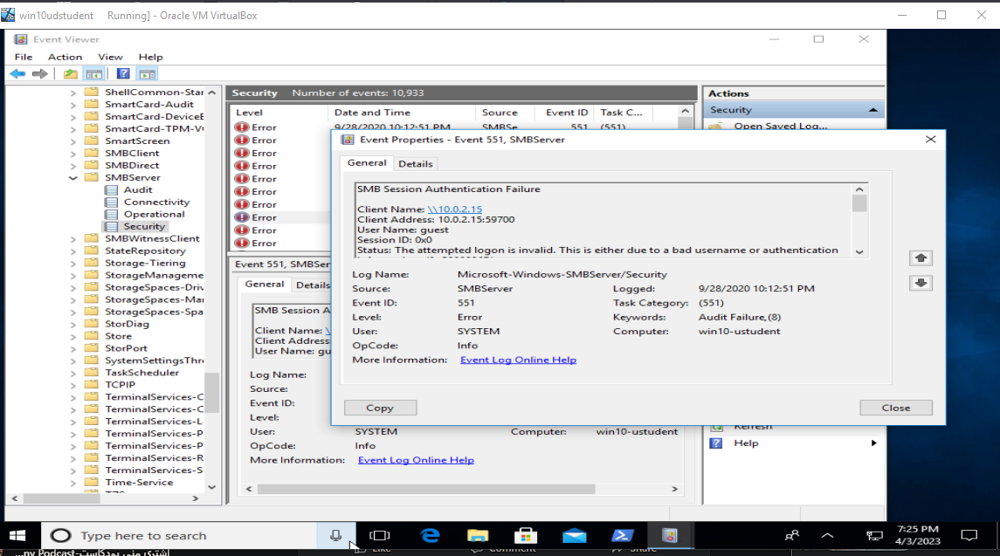 win10udstudent    Running] - Oracle VM VirtualBox
Event Viewer
File Action View Help
ShellCommon-Star
SmartCard-Audit
SmartCard-DeviceE
SmartCard-TPM-V
SmartScreen
SMBClient
SMBDirect
SMBServer
Audit
Connectivity
Operational
Security
SMBWitnessClient
StateRepository
Storage-Tiering
StorageManageme
StorageSpaces-Driv
StorageSpaces-Mar
StorageSpaces-Spa
StorDiag
Store
StorPort
SystemSettingsThre
TaskScheduler
TCPIP
TerminalServices-C
TerminalServices-C
TerminalServices-L
TerminalServices-P
TerminalServices-P
TerminalServices-R
TerminalServices-S
Time-Service
Security Number of events: 10,933
Level Date and Time Source Event ID Task C...
Error 9/28/2020 10:12:51 PM SMBSe... 551 (551)
Error
Error
Error
Error
Error
Error
Error
Error
Error
Event 551, SMBSer
General Details
SMB Session A
Client Name: \
Client Address
User Name: gu
Log Name:
Source:
Event ID:
Level:
User: SYSTEM Computer: win10-ustudent
OpCode: Info
More Information: Event Log Online Help
Actions
Security
Open Saved Log...
Refresh
Help
Event Properties - Event 551, SMBServer
General Details
SMB Session Authentication Failure
Client Name: \\10.0.2.15
Client Address: 10.0.2.15:59700
User Name: guest
Session ID: 0x0
Status: The attempted logon is invalid. This is either due to a bad username or authentication
Log Name: Microsoft-Windows-SMBServer/Security
Source: SMBServer Logged: 9/28/2020 10:12:51 PM
Event ID: 551 Task Category: (551)
Level: Error Keywords: Audit Failure,(8)
User: SYSTEM Computer: win10-ustudent
OpCode: Info
More Information: Event Log Online Help
Copy Close
Type here to search
7:25 PM
4/3/2023
Like Comment Share